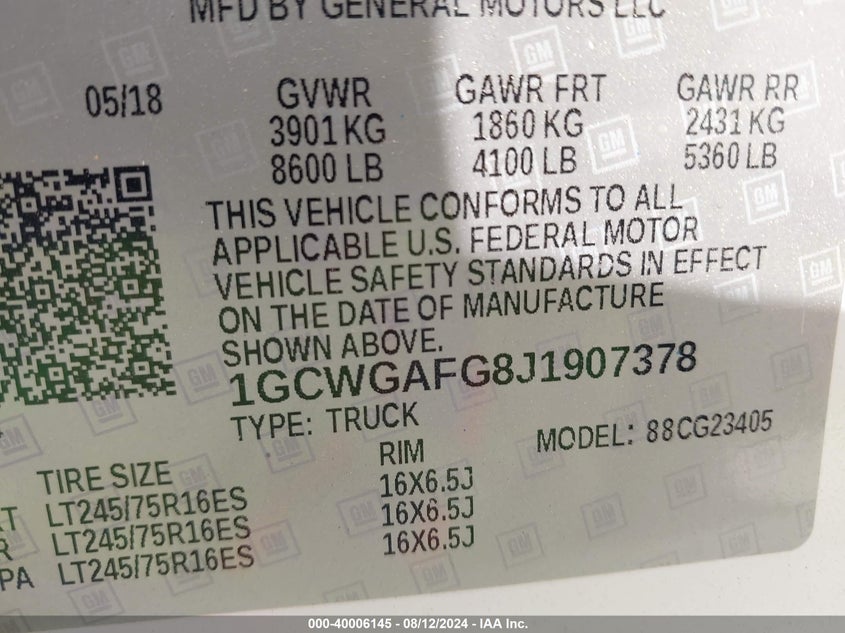 MFD BY GENERAL MOTORS LLC
05/18 GVWR GAWR FRT GAWR RR
3901 KG 1860 KG 2431 KG
8600 LB 4100 LB 5360 LB
THIS VEHICLE CONFORMS TO ALL
APPLICABLE U.S. FEDERAL MOTOR
VEHICLE SAFETY STANDARDS IN EFFECT
ON THE DATE OF MANUFACTURE
SHOWN ABOVE.
1GCWGAFG8J1907378
TYPE: TRUCK MODEL: 88CG23405
TIRE SIZE RIM
RT LT245/75R16ES 16X6.5J
R LT245/75R16ES 16X6.5J
PA LT245/75R16ES 16X6.5J
000-40006145 - 08/12/2024 - IAA Inc.